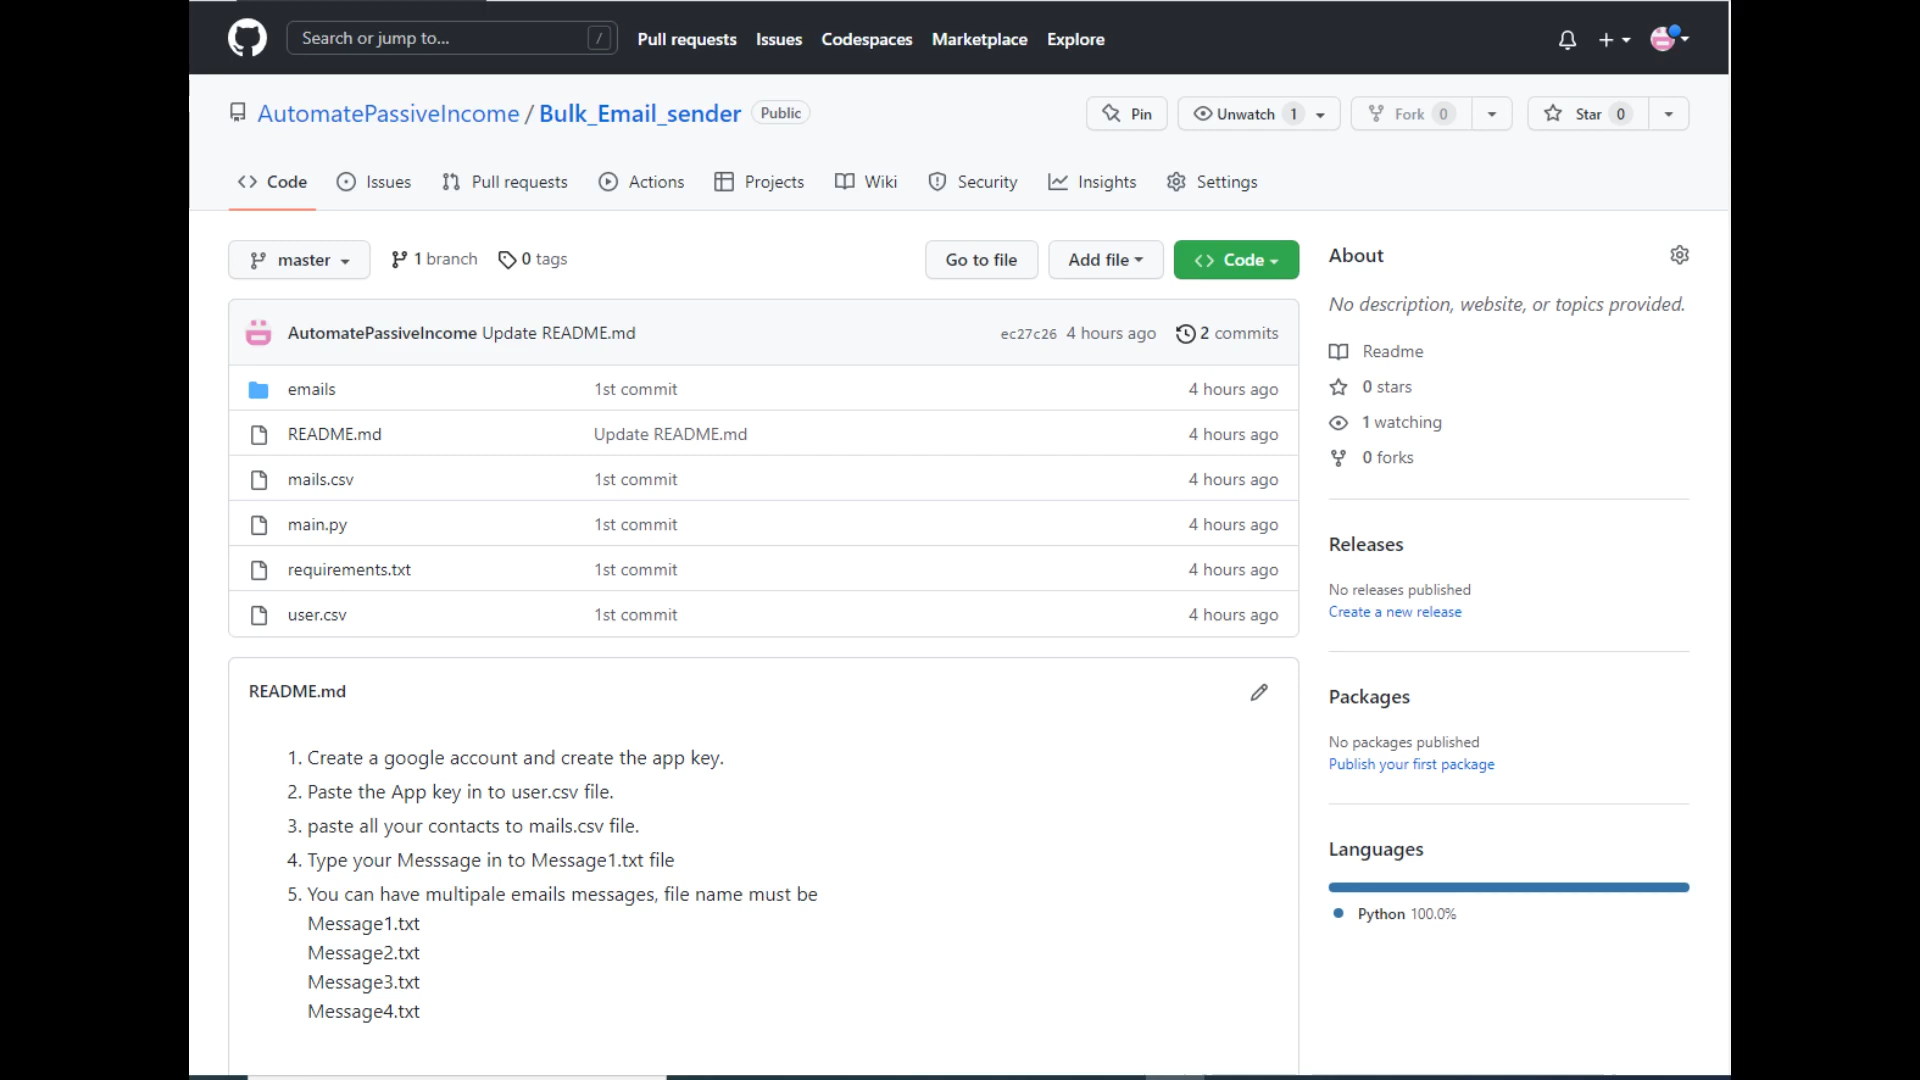 Search or jump to... / Pull requests Issues Codespaces Marketplace Explore
AutomatePassiveIncome / Bulk_Email_sender Public Pin Unwatch 1 Fork 0 Star 0
Code Issues Pull requests Actions Projects Wiki Security Insights Settings
master 1 branch 0 tags Go to file Add file Code
AutomatePassiveIncome Update README.md ec27c26 4 hours ago 2 commits
emails 1st commit 4 hours ago
README.md Update README.md 4 hours ago
mails.csv 1st commit 4 hours ago
main.py 1st commit 4 hours ago
requirements.txt 1st commit 4 hours ago
user.csv 1st commit 4 hours ago
README.md
1. Create a google account and create the app key.
2. Paste the App key in to user.csv file.
3. paste all your contacts to mails.csv file.
4. Type your Messsage in to Message1.txt file
5. You can have multipale emails messages, file name must be
Message1.txt
Message2.txt
Message3.txt
Message4.txt
About
No description, website, or topics provided.
Readme
0 stars
1 watching
0 forks
Releases
No releases published
Create a new release
Packages
No packages published
Publish your first package
Languages
Python 100.0%